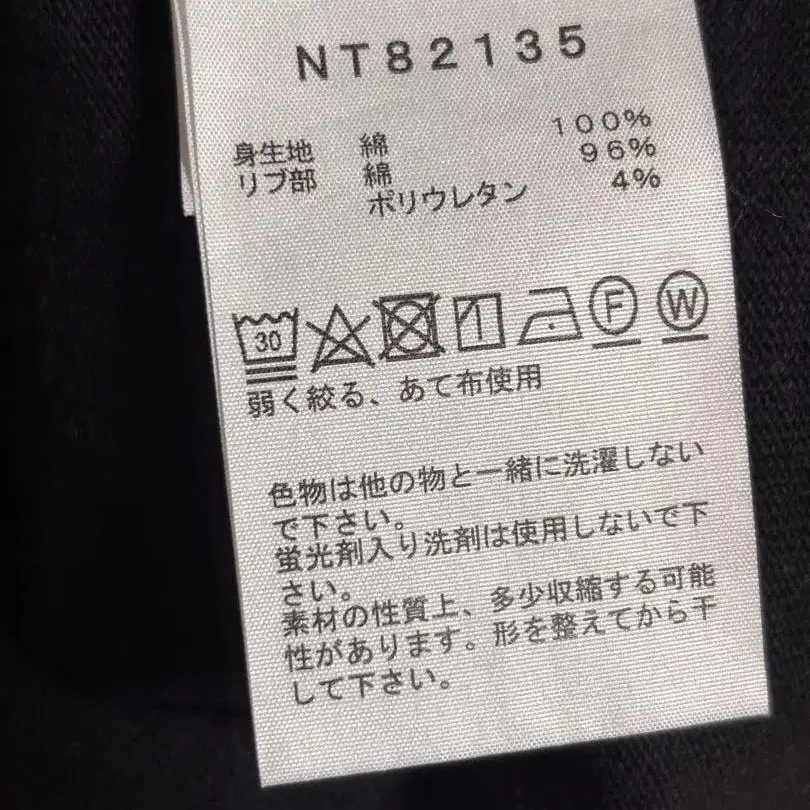 NT82135
身生地 綿 100%
リブ部 綿 96%
ポリウレタン 4%
30 F W
弱く絞る、あて布使用
色物は他の物と一緒に洗濯しない
で下さい。
蛍光剤入り洗剤は使用しないで下
さい。
素材の性質上、多少収縮する可能
性があります。形を整えてから干
して下さい。